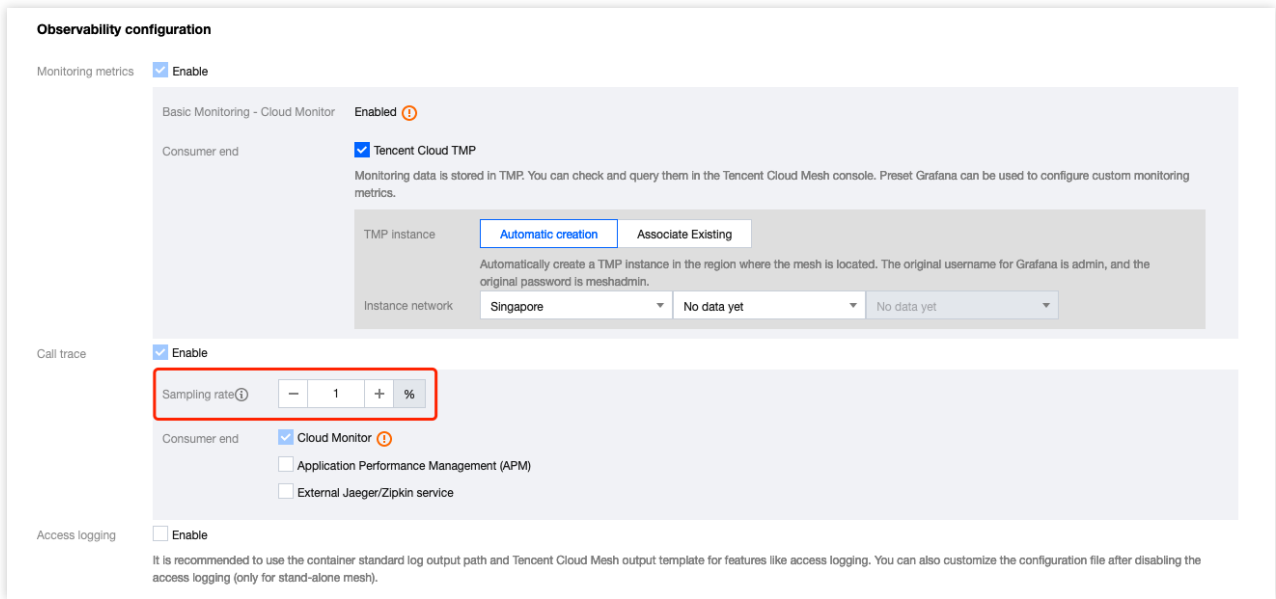 Observability configuration
Monitoring metrics Enable
Basic Monitoring - Cloud Monitor Enabled
Consumer end Tencent Cloud TMP
Monitoring data is stored in TMP. You can check and query them in the Tencent Cloud Mesh console. Preset Grafana can be used to configure custom monitoring
metrics.
TMP instance Automatic creation Associate Existing
Automatically create a TMP instance in the region where the mesh is located. The original username for Grafana is admin, and the
original password is meshadmin.
Instance network Singapore No data yet No data yet
Call trace Enable
Sampling rate − 1 + %
Consumer end Cloud Monitor
Application Performance Management (APM)
External Jaeger/Zipkin service
Access logging Enable
It is recommended to use the container standard log output path and Tencent Cloud Mesh output template for features like access logging. You can also customize the configuration file after disabling the
access logging (only for stand-alone mesh).